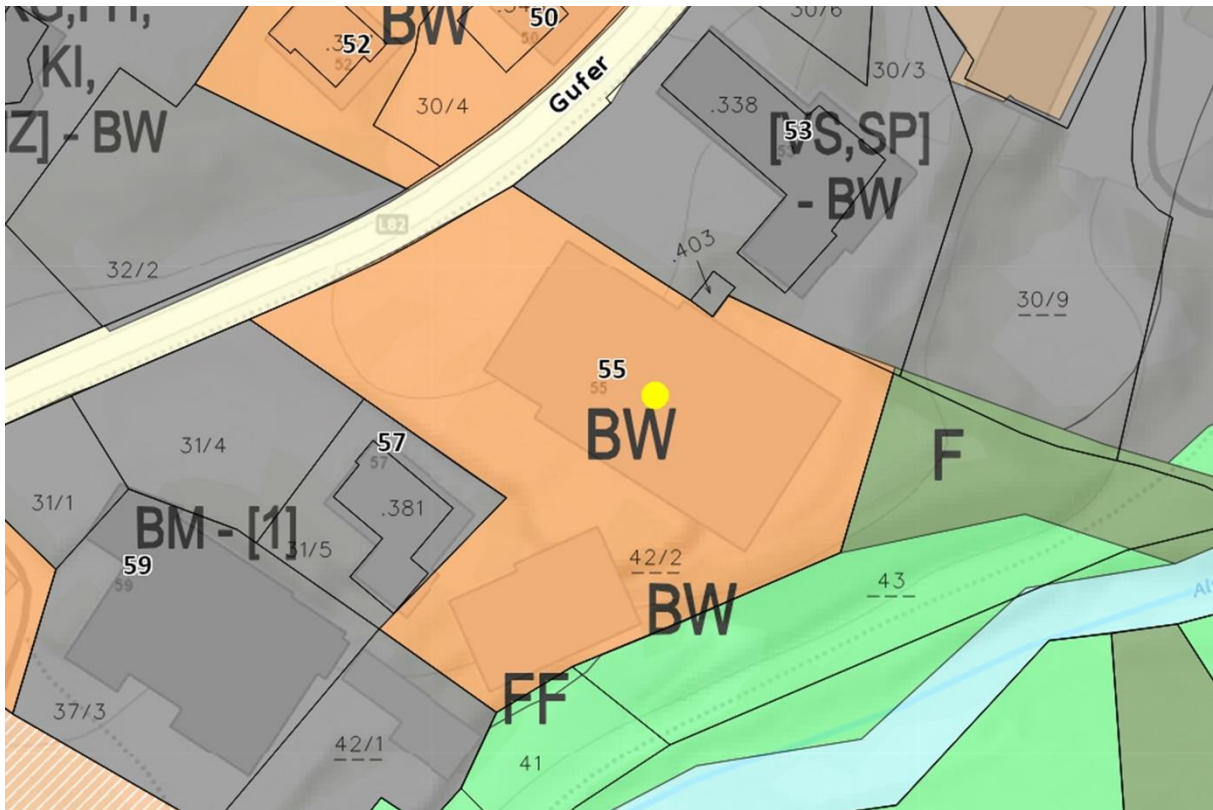 KI,
Z] - BW
52
52
BW
50
50
30/4
Gufer
30/6
30/3
.338
53
[VS,SP]
- BW
L82
32/2
.403
30/9
55
55
BW
F
31/4
57
57
31/1
.381
BM - [1]
31/5
59
59
42/2
43
BW
FF
37/3
42/1
41